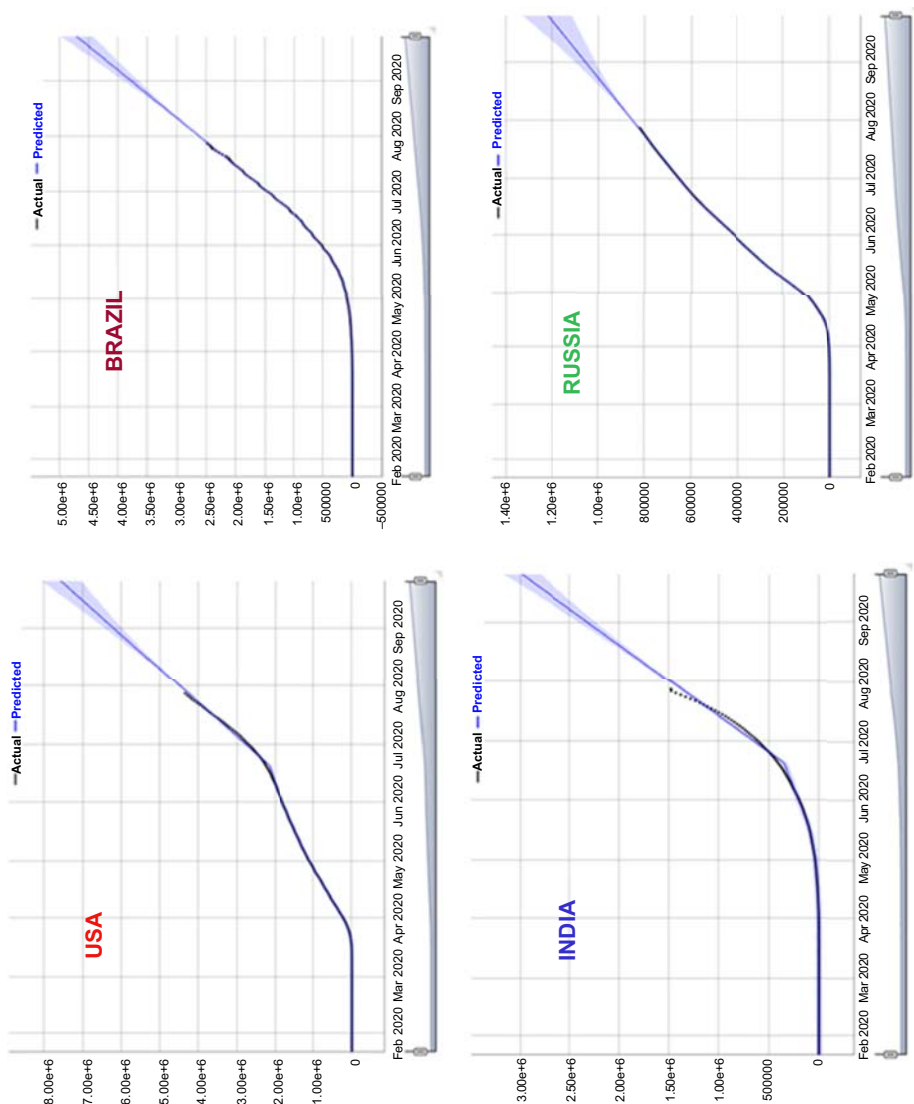 Actual Predicted
BRAZIL
5.00e+6
4.50e+6
4.00e+6
3.50e+6
3.00e+6
2.50e+6
2.00e+6
1.50e+6
1.00e+6
500000
0
−500000
Feb 2020 Mar 2020 Apr 2020 May 2020 Jun 2020 Jul 2020 Aug 2020 Sep 2020
Actual Predicted
RUSSIA
1.40e+6
1.20e+6
1.00e+6
800000
600000
400000
200000
0
Feb 2020 Mar 2020 Apr 2020 May 2020 Jun 2020 Jul 2020 Aug 2020 Sep 2020
Actual Predicted
USA
8.00e+6
7.00e+6
6.00e+6
5.00e+6
4.00e+6
3.00e+6
2.00e+6
1.00e+6
0
Feb 2020 Mar 2020 Apr 2020 May 2020 Jun 2020 Jul 2020 Aug 2020 Sep 2020
Actual Predicted
INDIA
3.00e+6
2.50e+6
2.00e+6
1.50e+6
1.00e+6
500000
0
Feb 2020 Mar 2020 Apr 2020 May 2020 Jun 2020 Jul 2020 Aug 2020 Sep 2020